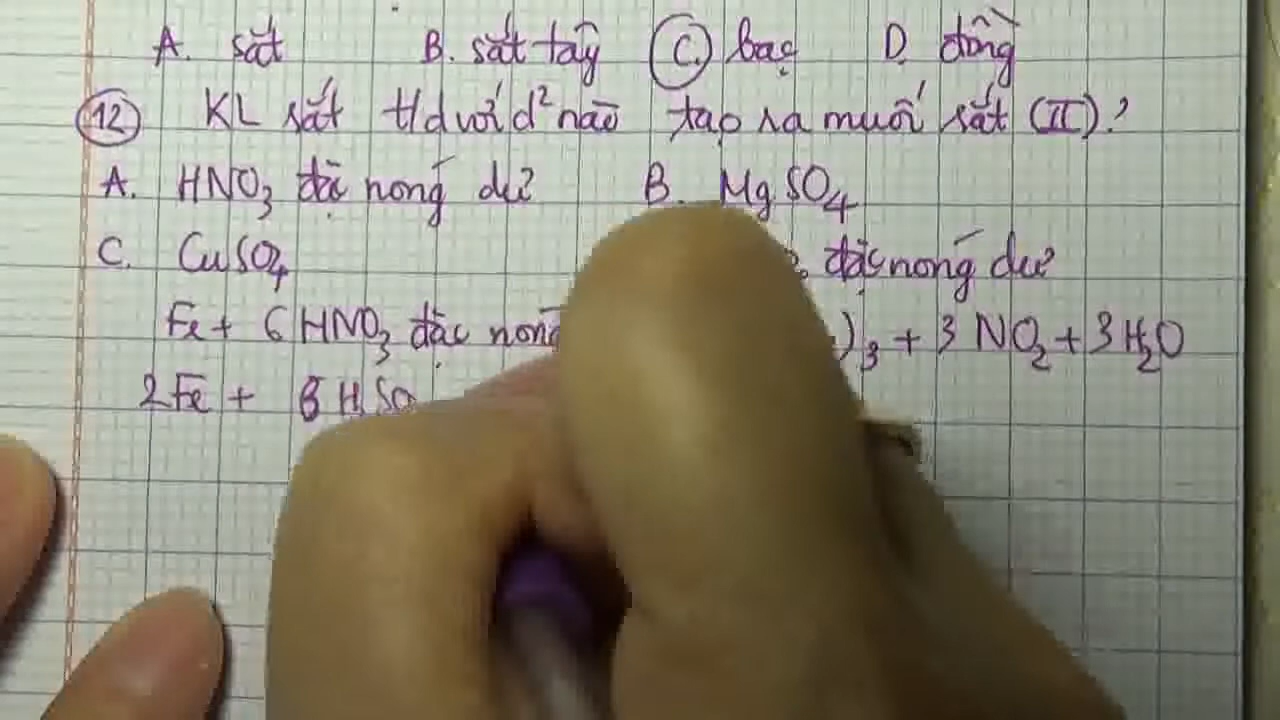 A. sắt B. sắt tây C. bạc D. đồng
12 KL sắt t/d với d² nào tạo ra muối sắt (II)?
A. HNO3 đặc nóng dư B. MgSO4
C. CuSO4 đặc nóng dư
Fe + 6HNO3 đặc nóng )3 + 3NO2 + 3H2O
2Fe + 6H2SO